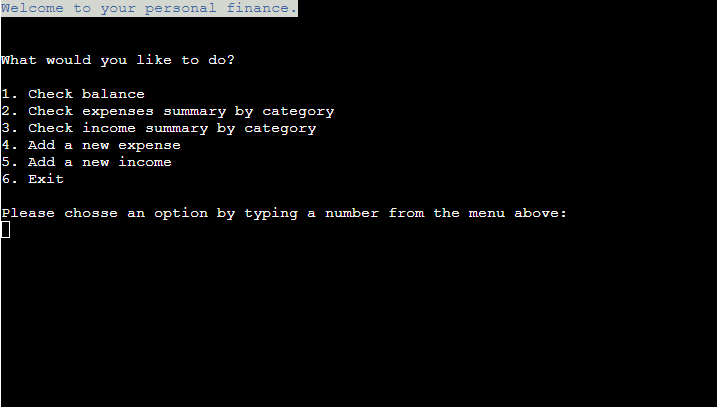 Welcome to your personal finance.
What would you like to do?
1. Check balance
2. Check expenses summary by category
3. Check income summary by category
4. Add a new expense
5. Add a new income
6. Exit
Please chosse an option by typing a number from the menu above: